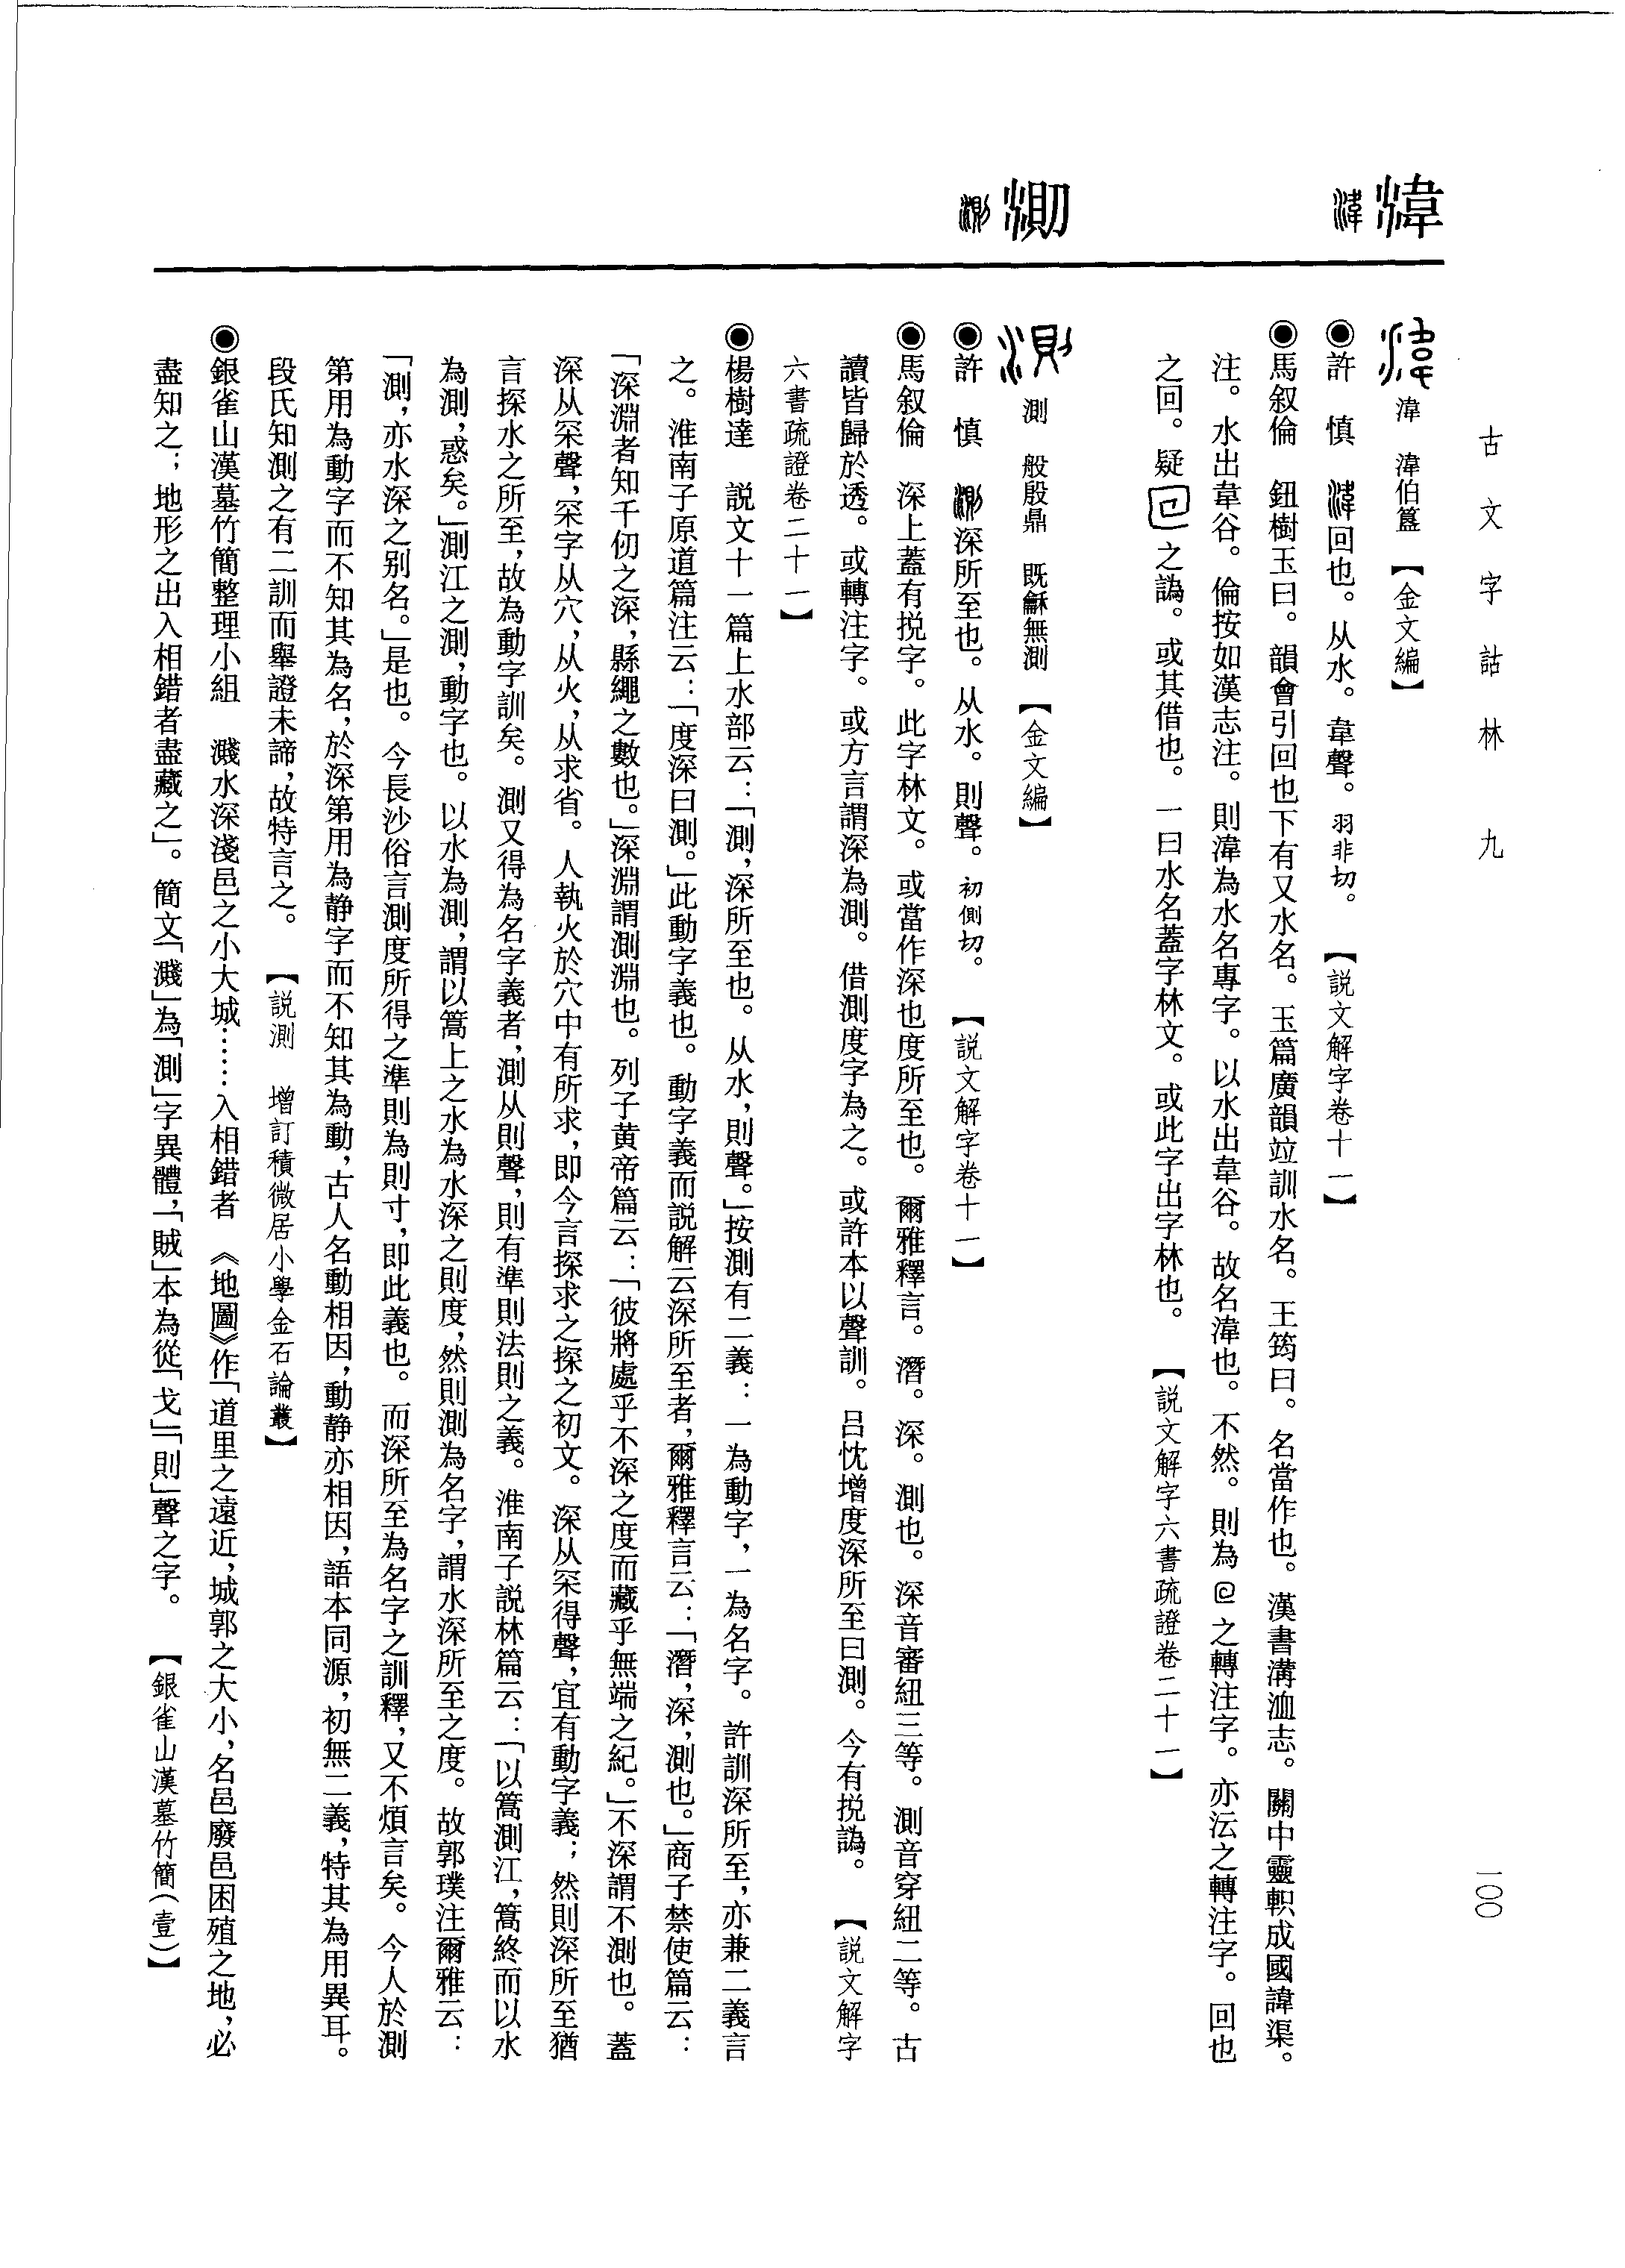 古文字詁林 九
一〇〇
湋
湋 湋伯簋 【金文編】
◉許 慎 回也。从水。韋聲。羽非切。 【説文解字卷十一】
◉馬叙倫 鈕樹玉曰。韻會引回也下有又水名。玉篇廣韻竝訓水名。王筠曰。名當作也。漢書溝洫志。關中靈軹成國諱渠。
注。水出韋谷。倫按如漢志注。則湋為水名專字。以水出韋谷。故名湋也。不然。則為之轉注字。亦沄之轉注字。回也
之回。疑之譌。或其借也。一曰水名蓋字林文。或此字出字林也。 【説文解字六書疏證卷二十一】
測
測 般殷鼎 既龢無測 【金文編】
◉許 慎 深所至也。从水。則聲。初側切。 【説文解字卷十一】
◉馬叙倫 深上蓋有挩字。此字林文。或當作深也度所至也。爾雅釋言。潛。深。測也。深音審紐三等。測音穿紐二等。古
讀皆歸於透。或轉注字。或方言謂深為測。借測度字為之。或許本以聲訓。吕忱增度深所至曰測。今有挩譌。 【説文解字
六書疏證卷二十一】
◉楊樹達 説文十一篇上水部云：「測，深所至也。从水，則聲。」按測有二義：一為動字，一為名字。許訓深所至，亦兼二義言
之。淮南子原道篇注云：「度深曰測。」此動字義也。動字義而説解云深所至者，爾雅釋言云：「潛，深，測也。」商子禁使篇云：
「深淵者知千仞之深，縣繩之數也。」深淵謂測淵也。列子黄帝篇云：「彼將處乎不深之度而藏乎無端之紀。」不深謂不測也。蓋
深从罙聲，罙字从穴，从火，从求省。人執火於穴中有所求，即今言探求之探之初文。深从罙得聲，宜有動字義；然則深所至猶
言探水之所至，故為動字訓矣。測又得為名字義者，測从則聲，則有準則法則之義。淮南子説林篇云：「以篙測江，篙終而以水
為測，惑矣。」測江之測，動字也。以水為測，謂以篙上之水為水深之則度，然則測為名字，謂水深所至之度。故郭璞注爾雅云：
「測，亦水深之别名。」是也。今長沙俗言測度所得之準則為則寸，即此義也。而深所至為名字之訓釋，又不煩言矣。今人於測
第用為動字而不知其為名，於深第用為静字而不知其為動，古人名動相因，動静亦相因，語本同源，初無二義，特其為用異耳。
段氏知測之有二訓而舉證未諦，故特言之。 【説測 增訂積微居小學金石論叢】
◉銀雀山漢墓竹簡整理小組 濺水深淺邑之小大城……入相錯者 《地圖》作「道里之遠近，城郭之大小，名邑廢邑困殖之地，必
盡知之；地形之出入相錯者盡藏之」。簡文「濺」為「測」字異體，「賊」本為從「戈」「則」聲之字。 【銀雀山漢墓竹簡(壹)】